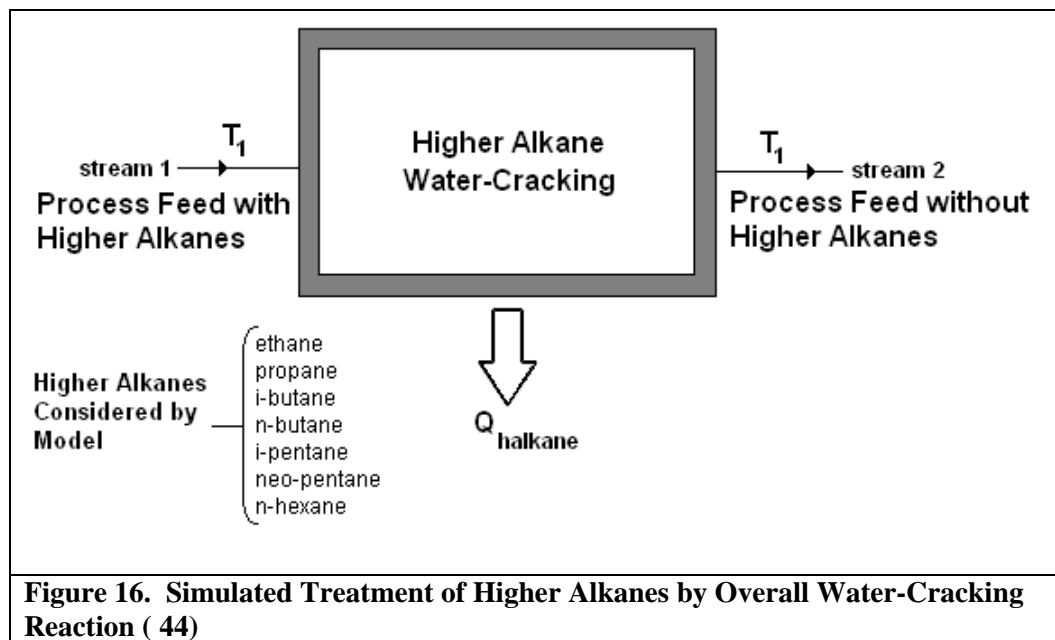 T1
stream 1
Process Feed with
Higher Alkanes
Higher Alkane
Water-Cracking
T1
stream 2
Process Feed without
Higher Alkanes
Higher Alkanes
Considered by
Model
ethane
propane
i-butane
n-butane
i-pentane
neo-pentane
n-hexane
Qhalkane
Figure 16. Simulated Treatment of Higher Alkanes by Overall Water-Cracking
Reaction ( 44)